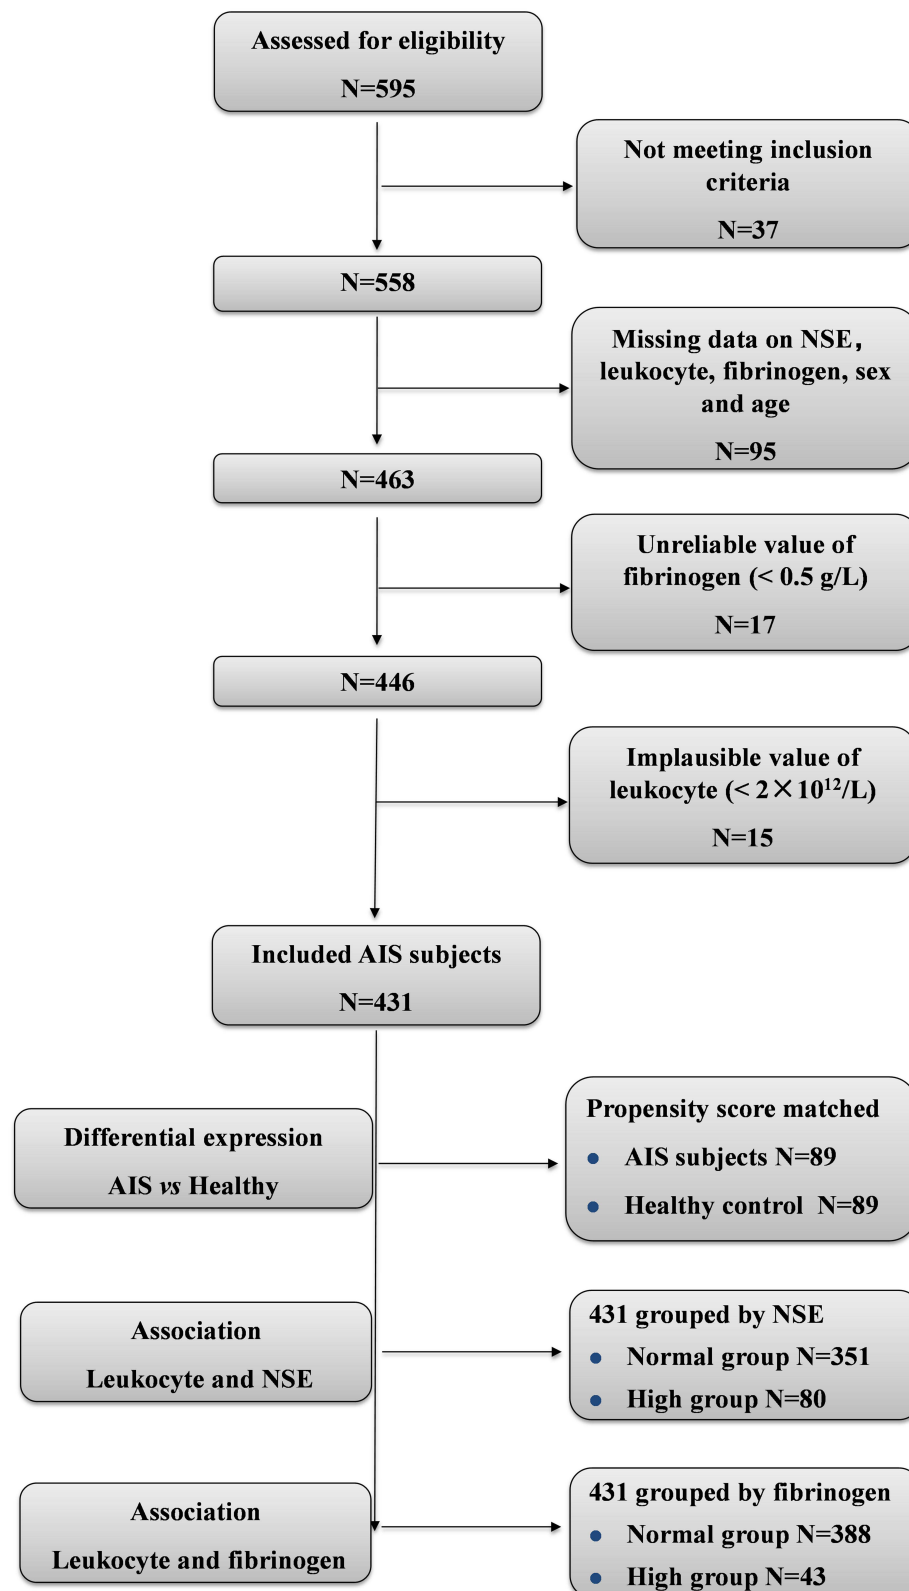 Assessed for eligibility
N=595
Not meeting inclusion
criteria
N=37
N=558
Missing data on NSE，
leukocyte, fibrinogen, sex
and age
N=95
N=463
Unreliable value of
fibrinogen (< 0.5 g/L)
N=17
N=446
Implausible value of
leukocyte (< 2×10¹²/L)
N=15
Included AIS subjects
N=431
Differential expression
AIS vs Healthy
Propensity score matched
● AIS subjects N=89
● Healthy control N=89
Association
Leukocyte and NSE
431 grouped by NSE
● Normal group N=351
● High group N=80
Association
Leukocyte and fibrinogen
431 grouped by fibrinogen
● Normal group N=388
● High group N=43